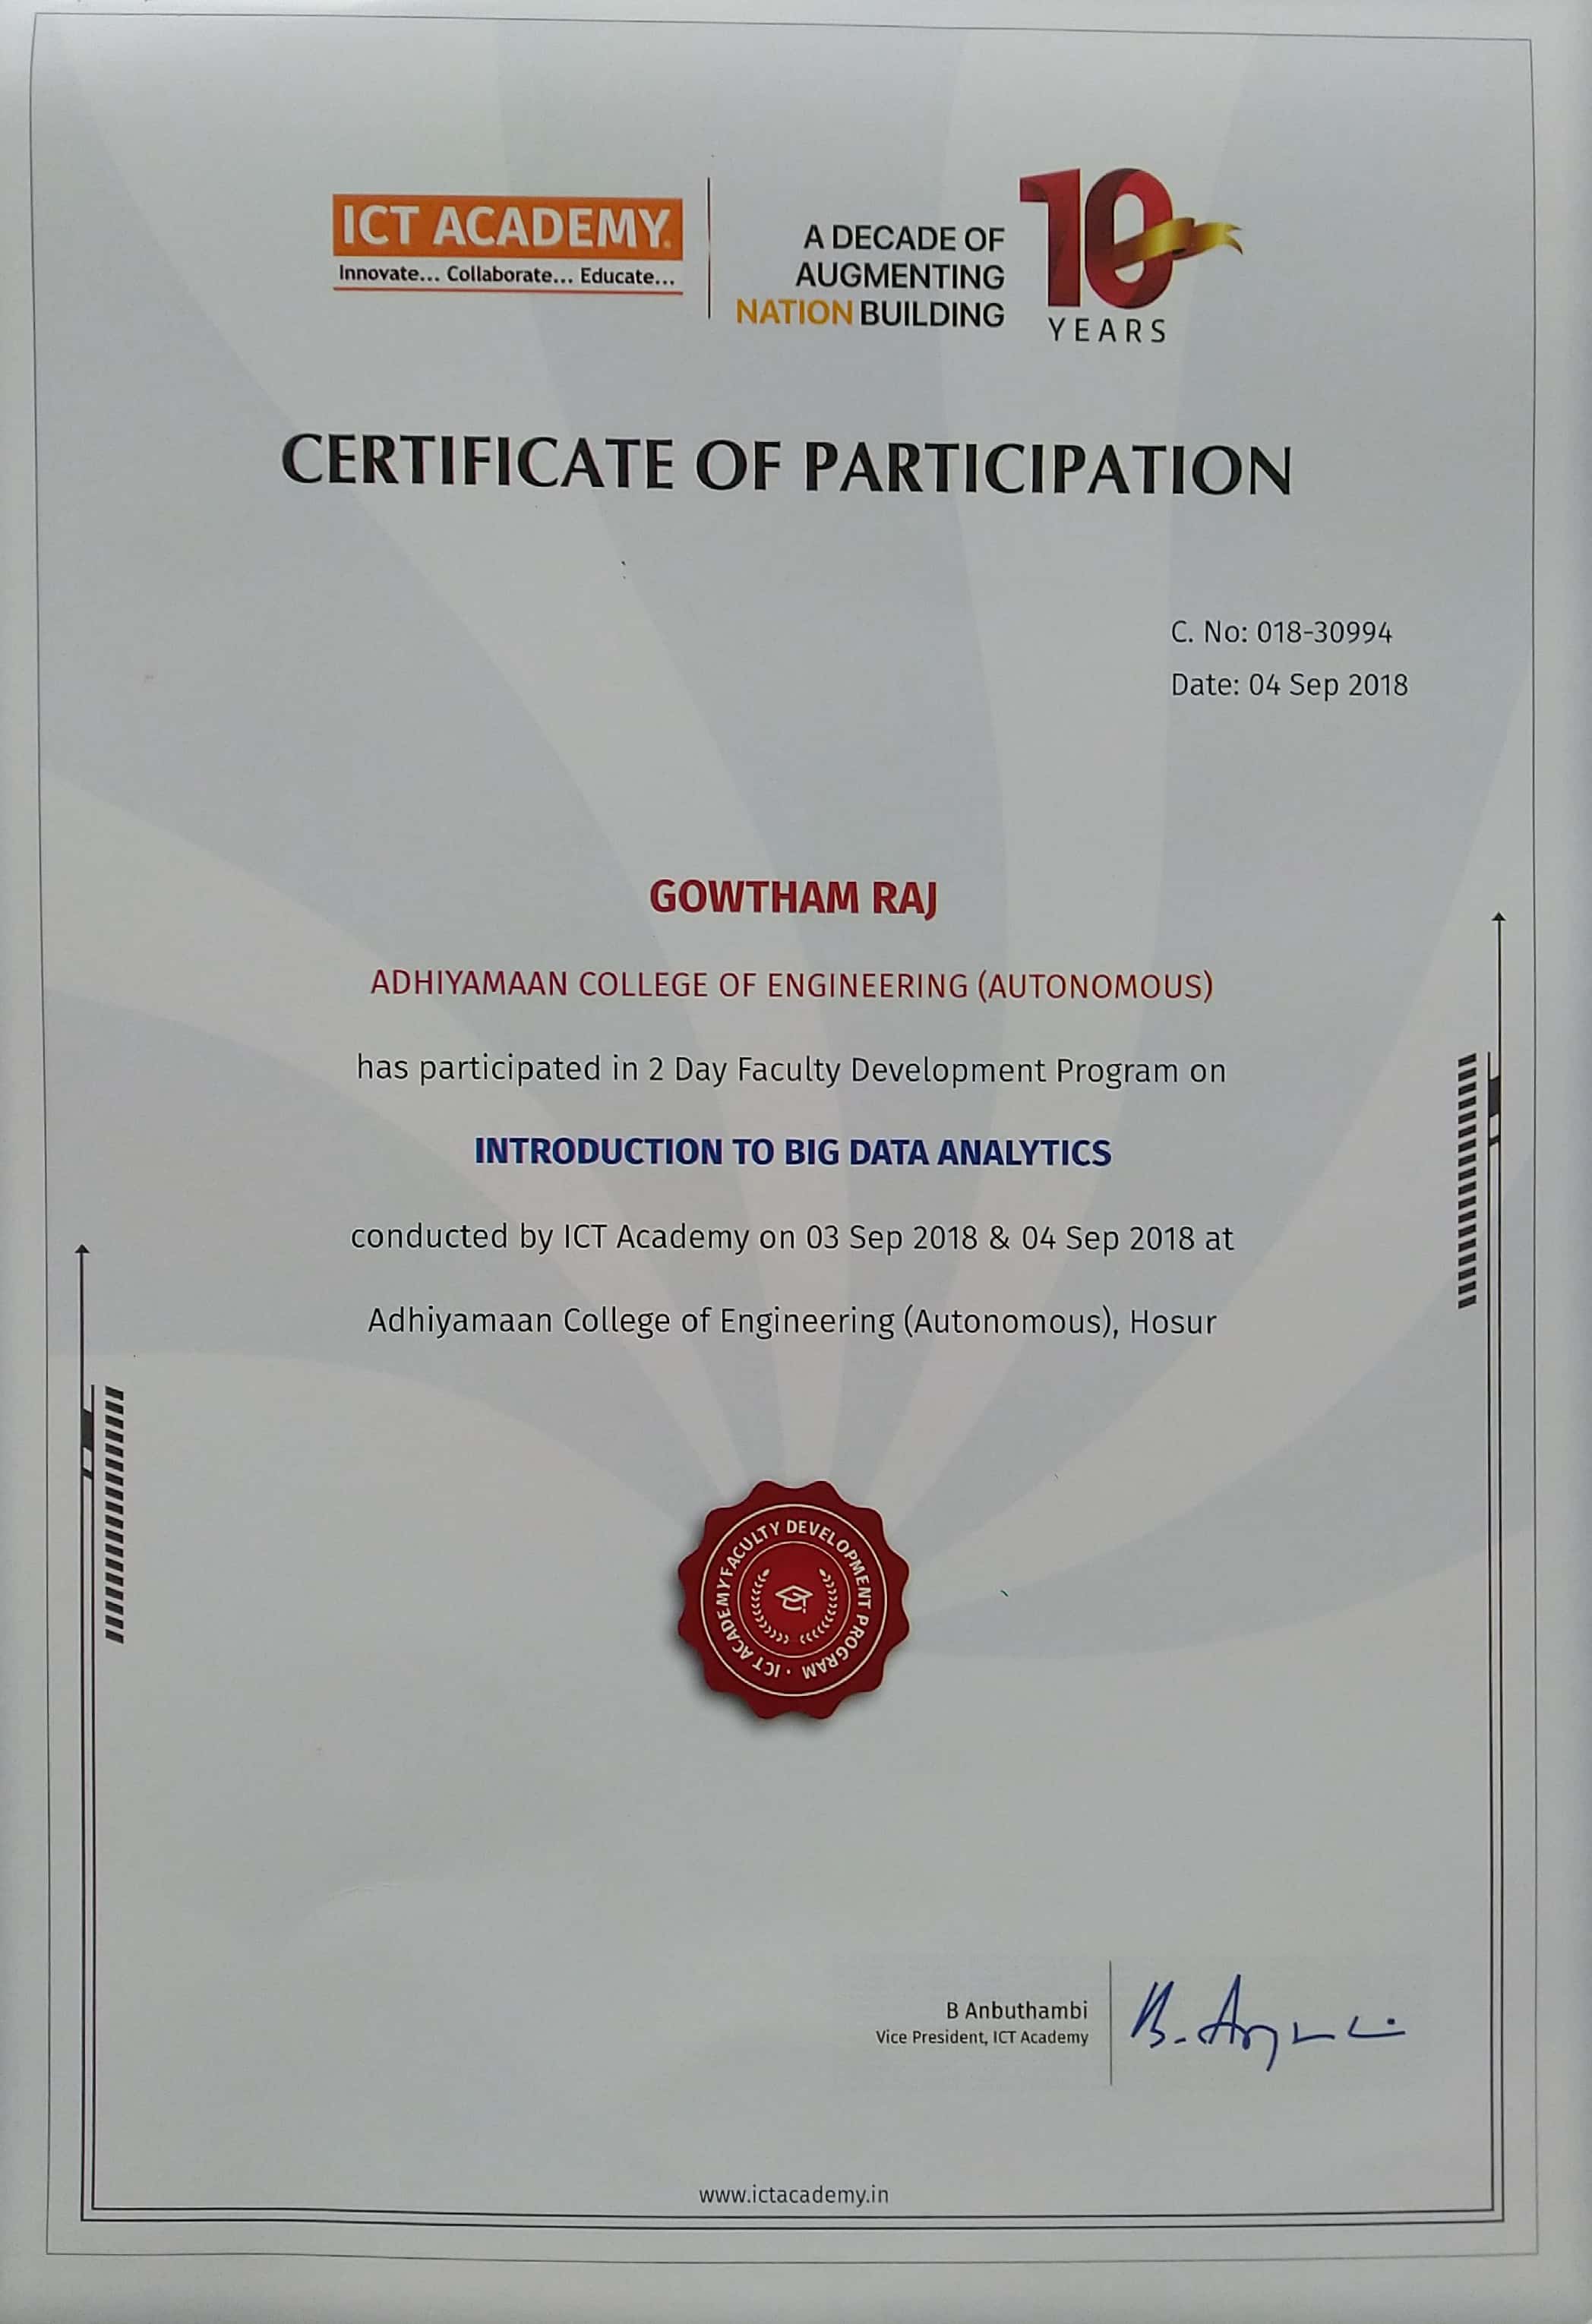 ICT ACADEMY
Innovate... Collaborate... Educate...
A DECADE OF
AUGMENTING
NATION BUILDING
10
YEARS
CERTIFICATE OF PARTICIPATION
C. No: 018-30994
Date: 04 Sep 2018
GOWTHAM RAJ
ADHIYAMAAN COLLEGE OF ENGINEERING (AUTONOMOUS)
has participated in 2 Day Faculty Development Program on
INTRODUCTION TO BIG DATA ANALYTICS
conducted by ICT Academy on 03 Sep 2018 & 04 Sep 2018 at
Adhiyamaan College of Engineering (Autonomous), Hosur
FACULTY DEVELOPMENT PROGRAM · ICT ACADEMY
B Anbuthambi
Vice President, ICT Academy
www.ictacademy.in